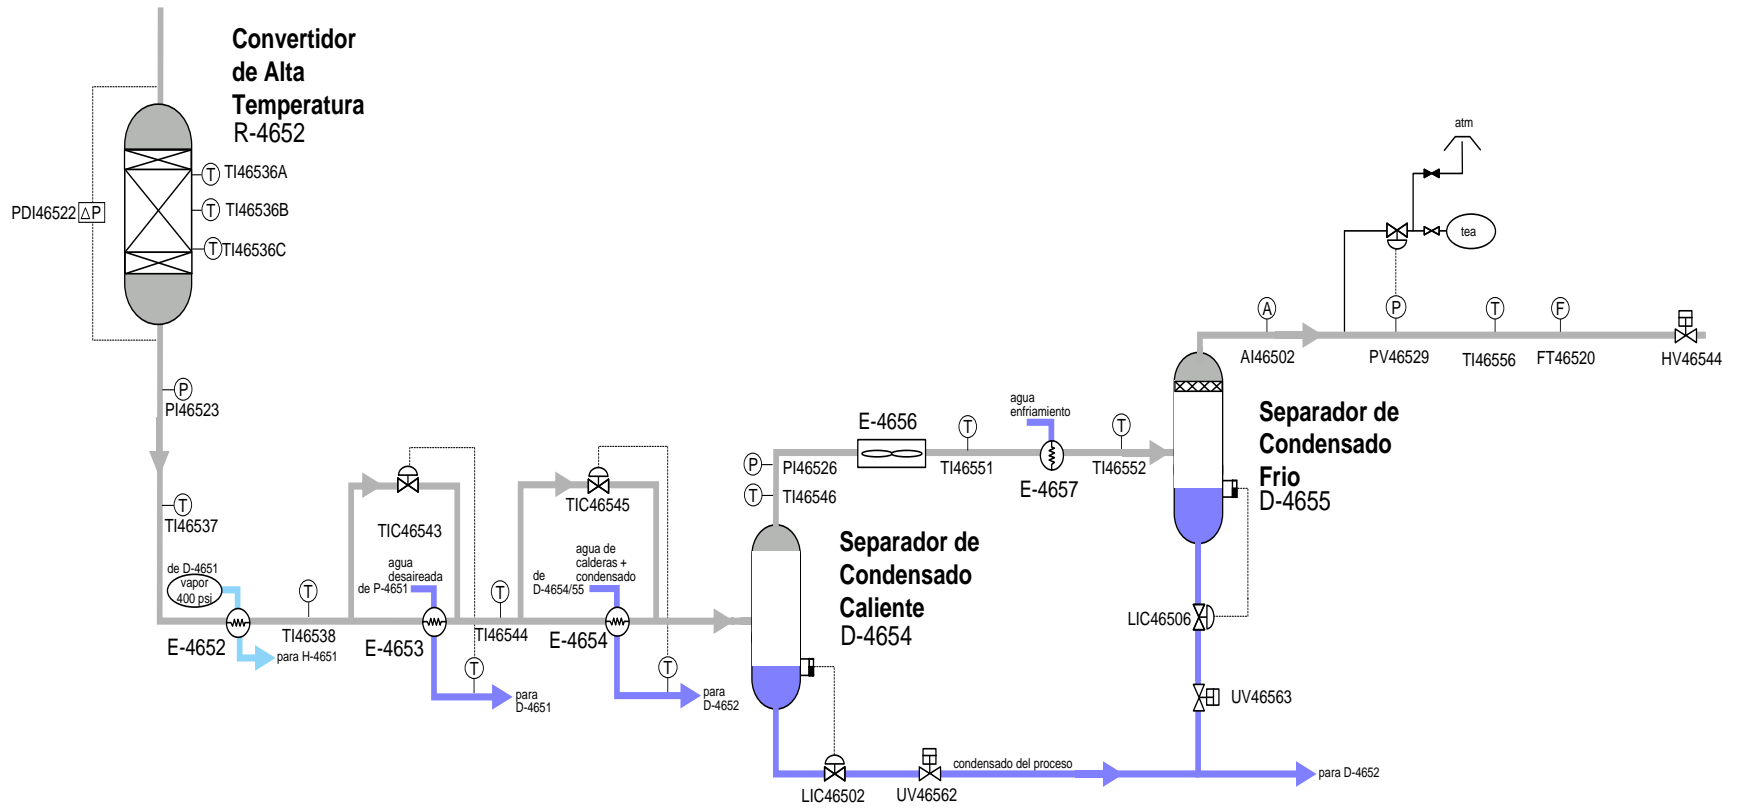 Convertidor
de Alta
Temperatura
R-4652
TI46536A
TI46536B
TI46536C
T
T
T
PDI46522
ΔP
P
PI46523
T
TI46537
de D-4651
vapor
400 psi
E-4652
para H-4651
T
TI46538
TIC46543
agua
desaireada
de P-4651
E-4653
T
para
D-4651
T
TI46544
TIC46545
agua de
calderas +
condensado
de
D-4654/55
E-4654
T
para
D-4652
P
PI46526
T
TI46546
Separador de
Condensado
Caliente
D-4654
LIC46502
UV46562
condensado del proceso
para D-4652
E-4656
T
TI46551
agua
enfriamiento
E-4657
T
TI46552
Separador de
Condensado
Frio
D-4655
LIC46506
UV46563
A
AI46502
atm
tea
P
PV46529
T
TI46556
F
FT46520
HV46544